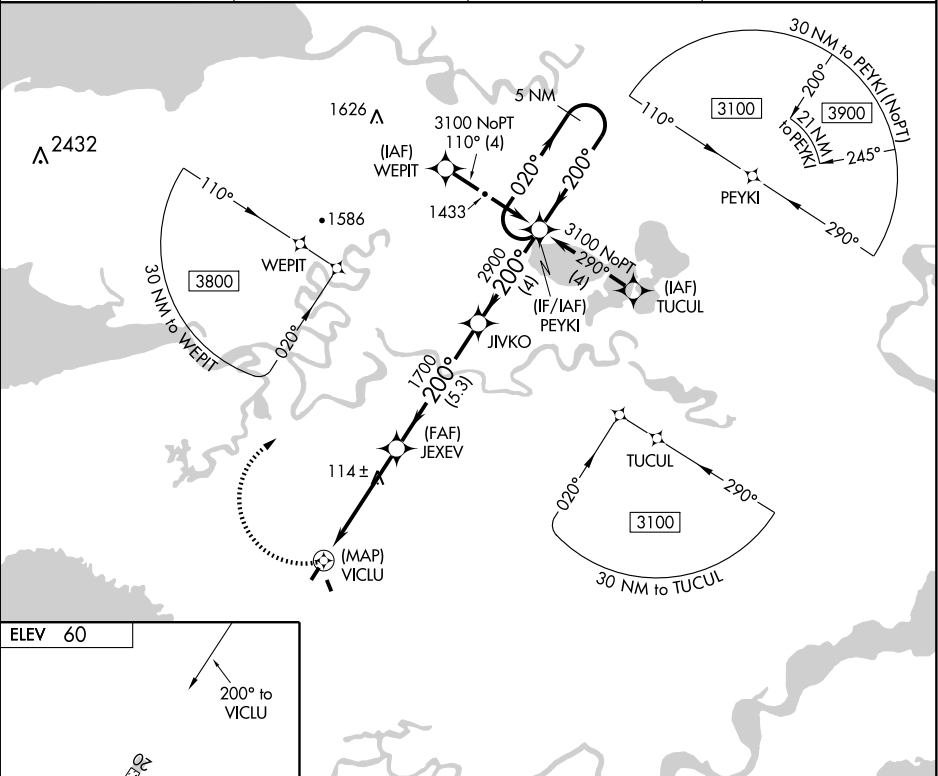 30 NM to PEYKI (NoPT)
5 NM
200°
3100
3900
21 NM
to PEYKI
245°
110°
PEYKI
290°
1626
2432
3100 NoPT
110° (4)
(IAF)
WEPIT
020°
200°
1433
110°
1586
WEPIT
3800
020°
30 NM to WEPIT
3100 NoPT
290°
(4)
(IAF)
TUCUL
2900
200°
(4)
(IF/IAF)
PEYKI
JIVKO
1700
200°
(5.3)
(FAF)
JEXEV
114±
TUCUL
020°
290°
3100
30 NM to TUCUL
(MAP)
VICLU
ELEV 60
200° to
VICLU
20